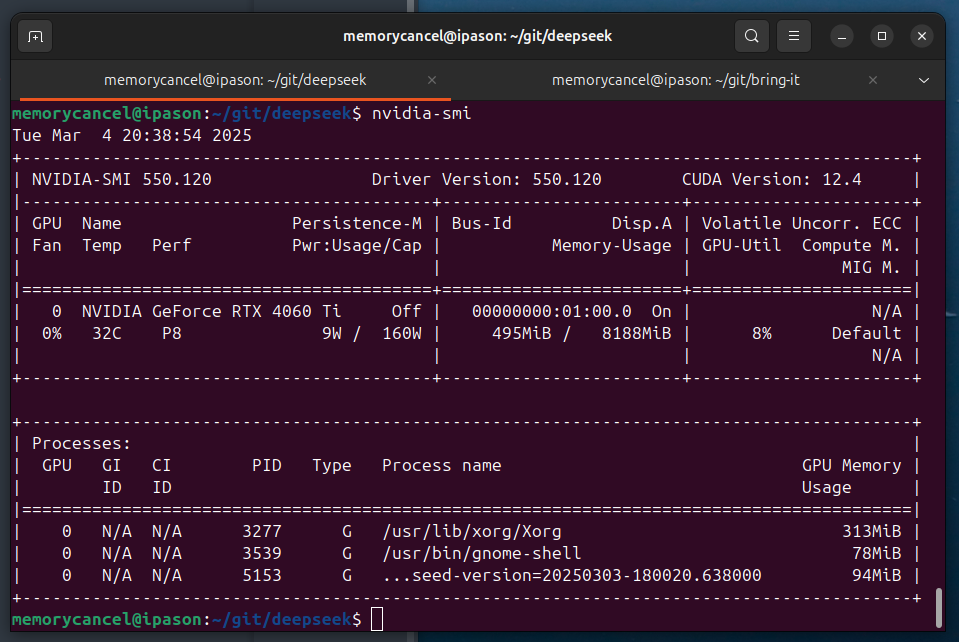 memorycancel@ipason: ~/git/deepseek
memorycancel@ipason: ~/git/deepseek
memorycancel@ipason: ~/git/bring-it
memorycancel@ipason:~/git/deepseek$ nvidia-smi
Tue Mar  4 20:38:54 2025
+-----------------------------------------------------------------------------------------+
| NVIDIA-SMI 550.120                Driver Version: 550.120        CUDA Version: 12.4     |
|-----------------------------------------+------------------------+----------------------+
| GPU  Name                 Persistence-M | Bus-Id          Disp.A | Volatile Uncorr. ECC |
| Fan  Temp   Perf          Pwr:Usage/Cap |           Memory-Usage | GPU-Util  Compute M. |
|                                         |                        |               MIG M. |
|=========================================+========================+======================|
|   0  NVIDIA GeForce RTX 4060 Ti     Off |   00000000:01:00.0  On |                  N/A |
|  0%   32C    P8              9W /  160W |     495MiB /   8188MiB |      8%      Default |
|                                         |                        |                  N/A |
+-----------------------------------------+------------------------+----------------------+
+-----------------------------------------------------------------------------------------+
| Processes:                                                                              |
|  GPU   GI   CI        PID   Type   Process name                              GPU Memory |
|        ID   ID                                                               Usage      |
|=========================================================================================|
|    0   N/A  N/A      3277      G   /usr/lib/xorg/Xorg                            313MiB |
|    0   N/A  N/A      3539      G   /usr/bin/gnome-shell                           78MiB |
|    0   N/A  N/A      5153      G   ...seed-version=20250303-180020.638000         94MiB |
+-----------------------------------------------------------------------------------------+
memorycancel@ipason:~/git/deepseek$